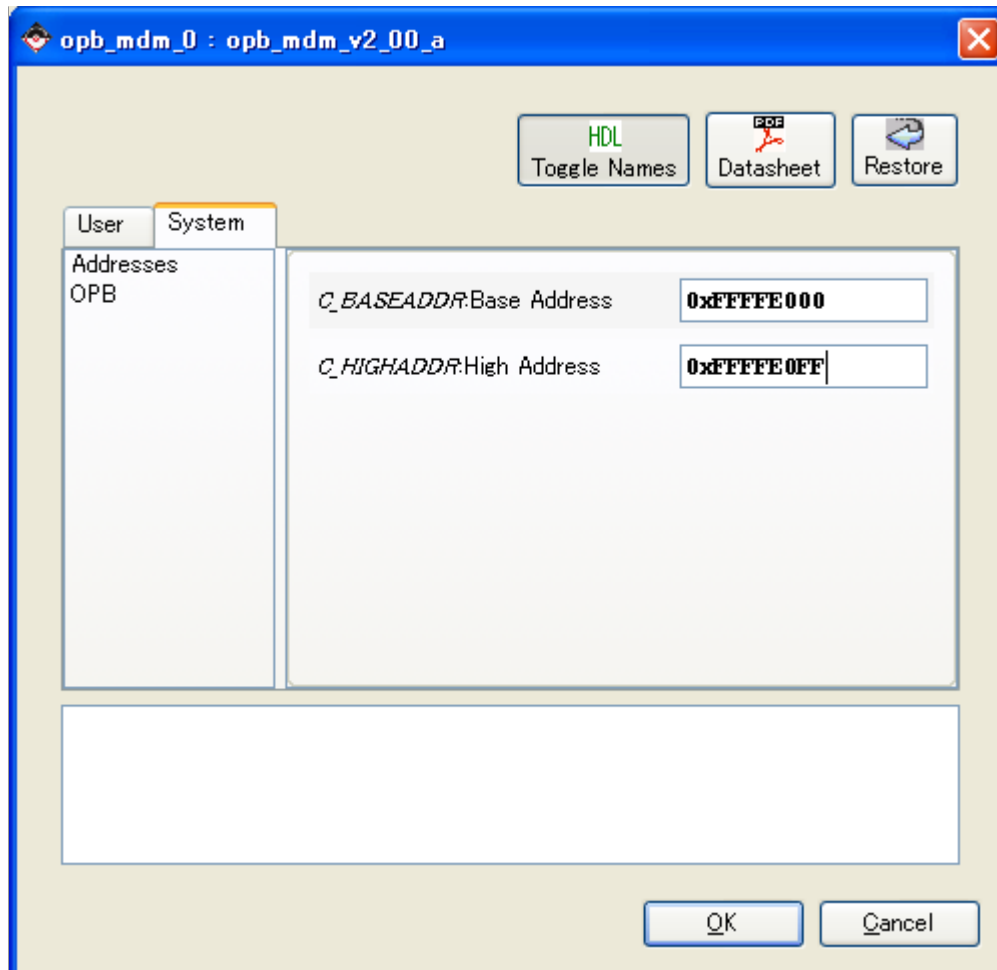 opb_mdm_0 : opb_mdm_v2_00_a
HDL
Toggle Names
PDF
Datasheet
Restore
User
System
Addresses
OPB
C_BASEADDR:Base Address
0xFFFFE000
C_HIGHADDR:High Address
0xFFFFE0FF
OK
Cancel